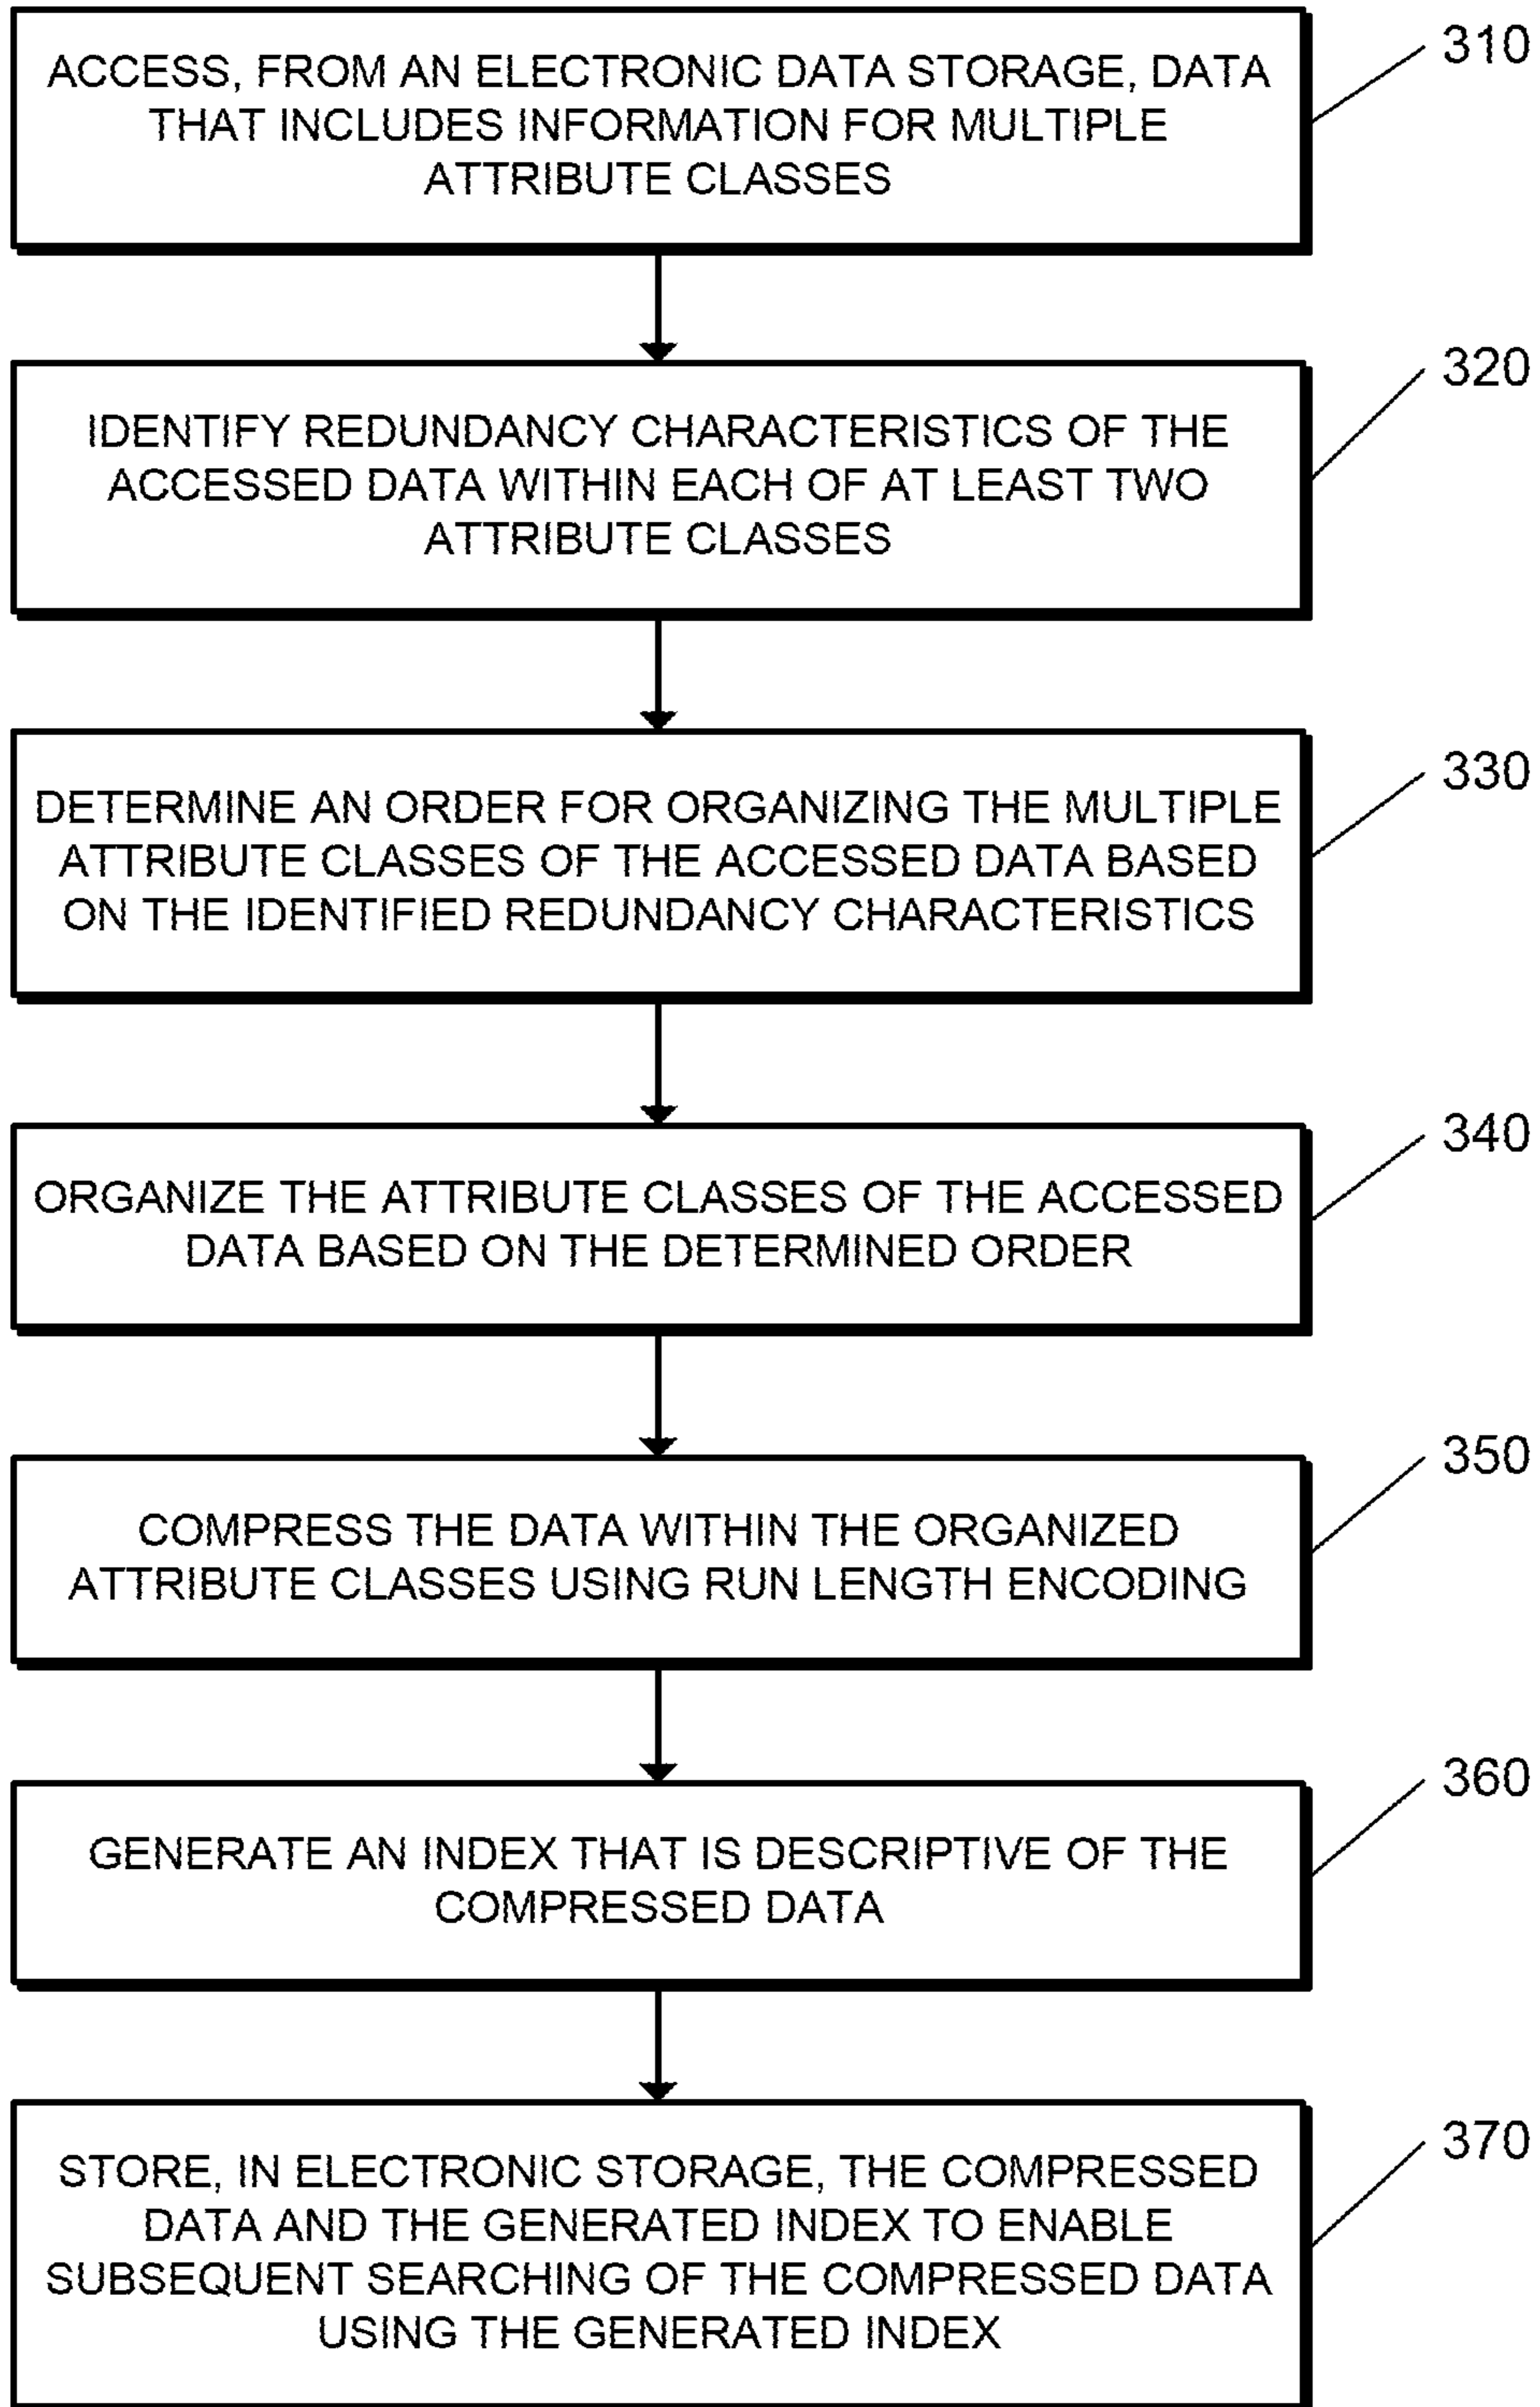 310
ACCESS, FROM AN ELECTRONIC DATA STORAGE, DATA
THAT INCLUDES INFORMATION FOR MULTIPLE
ATTRIBUTE CLASSES
320
IDENTIFY REDUNDANCY CHARACTERISTICS OF THE
ACCESSED DATA WITHIN EACH OF AT LEAST TWO
ATTRIBUTE CLASSES
330
DETERMINE AN ORDER FOR ORGANIZING THE MULTIPLE
ATTRIBUTE CLASSES OF THE ACCESSED DATA BASED
ON THE IDENTIFIED REDUNDANCY CHARACTERISTICS
340
ORGANIZE THE ATTRIBUTE CLASSES OF THE ACCESSED
DATA BASED ON THE DETERMINED ORDER
350
COMPRESS THE DATA WITHIN THE ORGANIZED
ATTRIBUTE CLASSES USING RUN LENGTH ENCODING
360
GENERATE AN INDEX THAT IS DESCRIPTIVE OF THE
COMPRESSED DATA
370
STORE, IN ELECTRONIC STORAGE, THE COMPRESSED
DATA AND THE GENERATED INDEX TO ENABLE
SUBSEQUENT SEARCHING OF THE COMPRESSED DATA
USING THE GENERATED INDEX